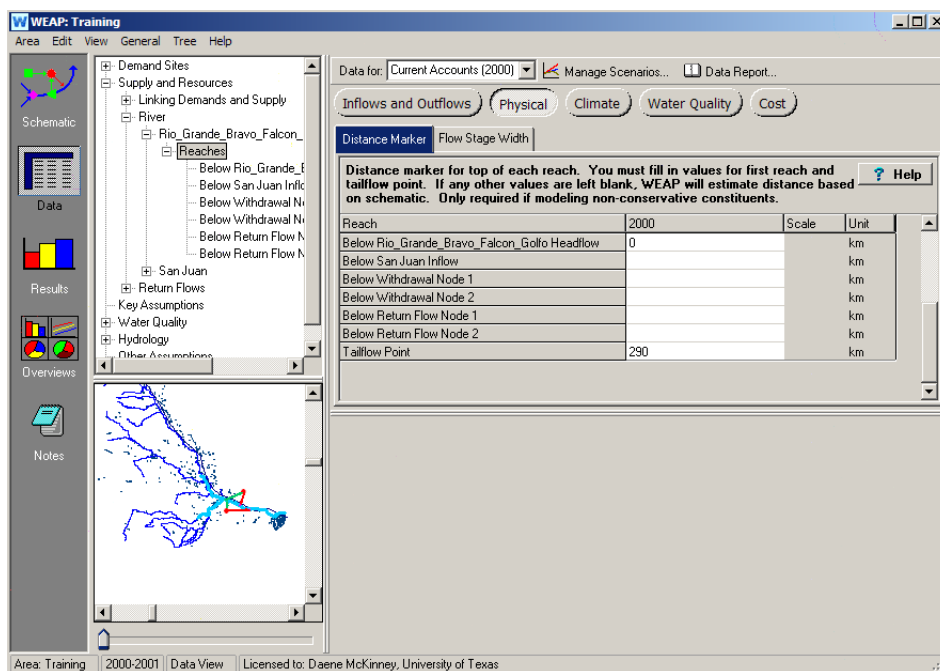 WEAP: Training
Area Edit View General Tree Help
Schematic
Data
Results
Overviews
Notes
Demand Sites
Supply and Resources
Linking Demands and Supply
River
Rio_Grande_Bravo_Falcon_
Reaches
Below Rio_Grande_B
Below San Juan Inflo
Below Withdrawal No
Below Withdrawal No
Below Return Flow N
Below Return Flow N
San Juan
Return Flows
Key Assumptions
Water Quality
Hydrology
Other Assumptions
Data for: Current Accounts (2000) Manage Scenarios... Data Report...
Inflows and Outflows Physical Climate Water Quality Cost
Distance Marker Flow Stage Width
Distance marker for top of each reach. You must fill in values for first reach and
tailflow point. If any other values are left blank, WEAP will estimate distance based
on schematic. Only required if modeling non-conservative constituents.
? Help
Reach 2000 Scale Unit
Below Rio_Grande_Bravo_Falcon_Golfo Headflow 0 km
Below San Juan Inflow km
Below Withdrawal Node 1 km
Below Withdrawal Node 2 km
Below Return Flow Node 1 km
Below Return Flow Node 2 km
Tailflow Point 290 km
Area: Training 2000-2001 Data View Licensed to: Daene McKinney, University of Texas